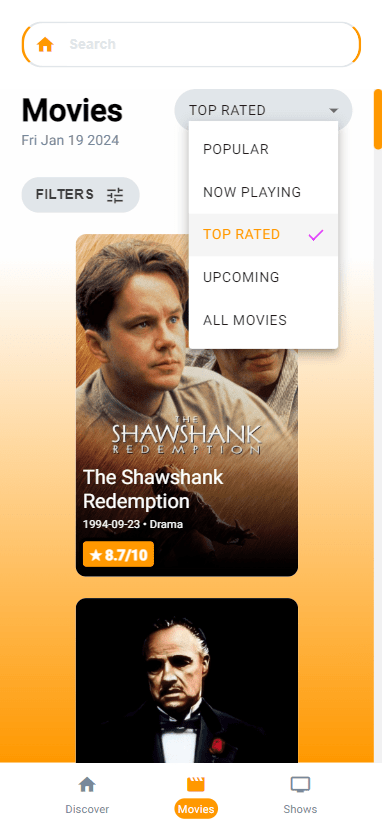 Search
Movies
TOP RATED
Fri Jan 19 2024
POPULAR
FILTERS
NOW PLAYING
TOP RATED
UPCOMING
ALL MOVIES
THE
SHAWSHANK
REDEMPTION
The Shawshank
Redemption
1994-09-23 • Drama
8.7/10
Discover
Movies
Shows